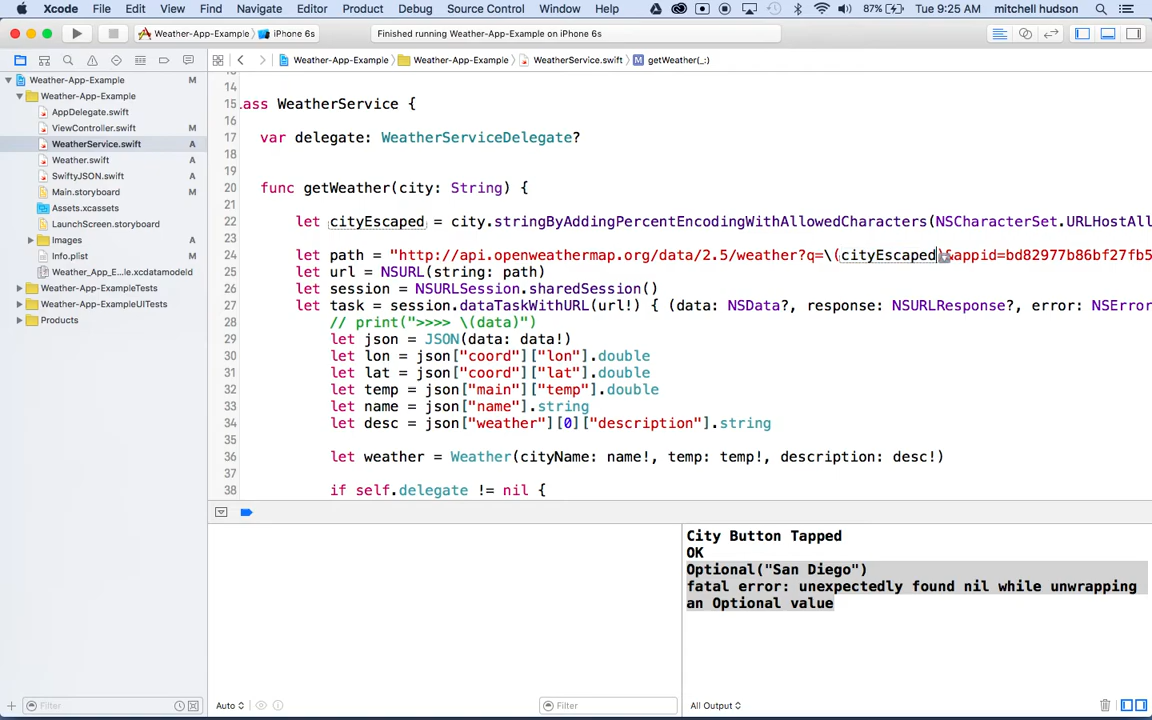 Xcode File Edit View Find Navigate Editor Product Debug Source Control Window Help 87% Tue 9:25 AM mitchell hudson
Weather-App-Example iPhone 6s Finished running Weather-App-Example on iPhone 6s
Weather-App-Example Weather-App-Example WeatherService.swift M getWeather(_:)
Weather-App-Example M
Weather-App-Example
AppDelegate.swift
ViewController.swift M
WeatherService.swift A
Weather.swift A
SwiftyJSON.swift A
Main.storyboard M
Assets.xcassets
LaunchScreen.storyboard
Images A
Info.plist
Weather_App_E...le.xcdatamodeld
Weather-App-ExampleTests
Weather-App-ExampleUITests
Products
14
15 ass WeatherService {
16
17 var delegate: WeatherServiceDelegate?
18
19
20 func getWeather(city: String) {
21
22 let cityEscaped = city.stringByAddingPercentEncodingWithAllowedCharacters(NSCharacterSet.URLHostAll
23
24 let path = "http://api.openweathermap.org/data/2.5/weather?q=\(cityEscaped)&appid=bd82977b86bf27fb5
25 let url = NSURL(string: path)
26 let session = NSURLSession.sharedSession()
27 let task = session.dataTaskWithURL(url!) { (data: NSData?, response: NSURLResponse?, error: NSError
28 // print(">>>> \(data)")
29 let json = JSON(data: data!)
30 let lon = json["coord"]["lon"].double
31 let lat = json["coord"]["lat"].double
32 let temp = json["main"]["temp"].double
33 let name = json["name"].string
34 let desc = json["weather"][0]["description"].string
35
36 let weather = Weather(cityName: name!, temp: temp!, description: desc!)
37
38 if self.delegate != nil {
City Button Tapped
OK
Optional("San Diego")
fatal error: unexpectedly found nil while unwrapping
an Optional value
Filter Auto Filter All Output